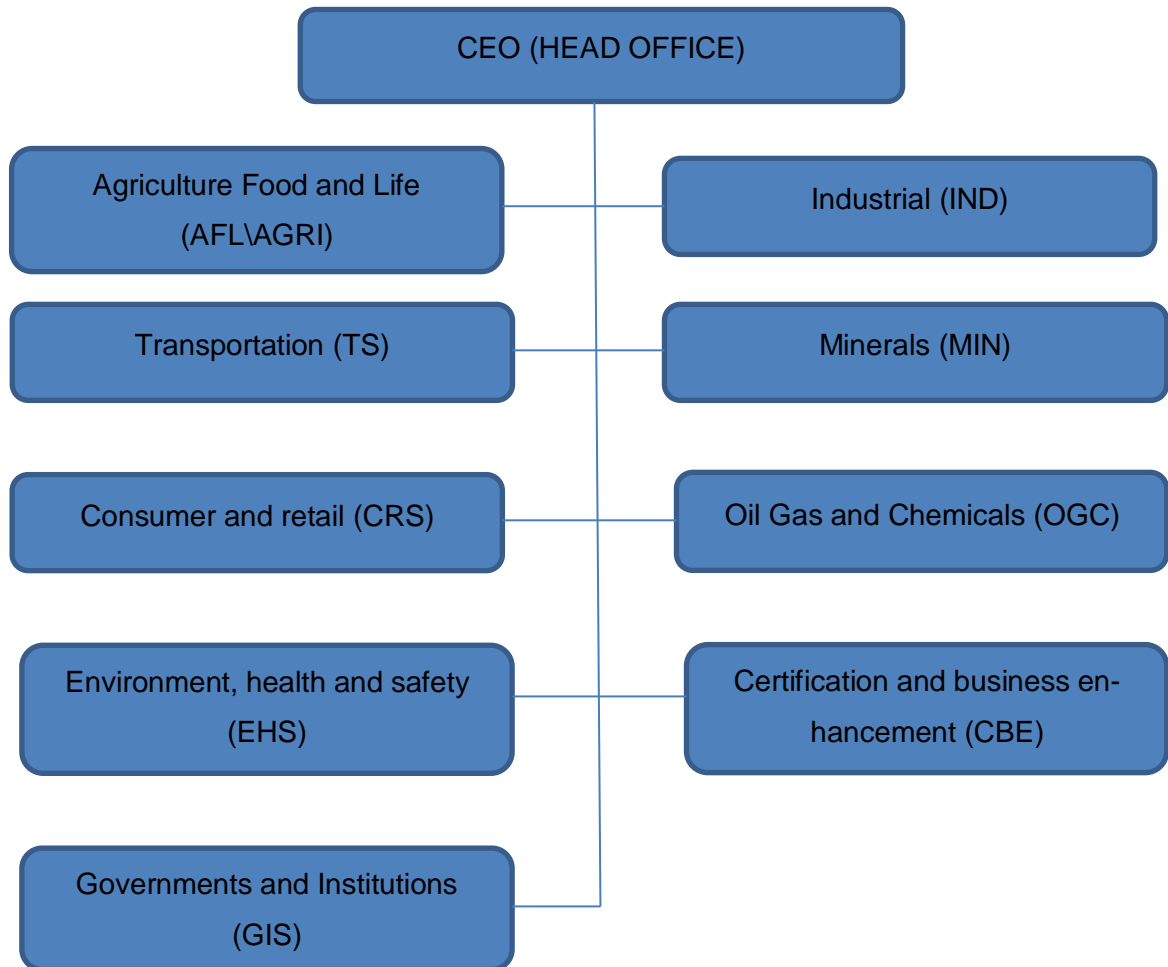 CEO (HEAD OFFICE)
Agriculture Food and Life
(AFL\AGRI)
Industrial (IND)
Transportation (TS)
Minerals (MIN)
Consumer and retail (CRS)
Oil Gas and Chemicals (OGC)
Environment, health and safety
(EHS)
Certification and business en-
hancement (CBE)
Governments and Institutions
(GIS)